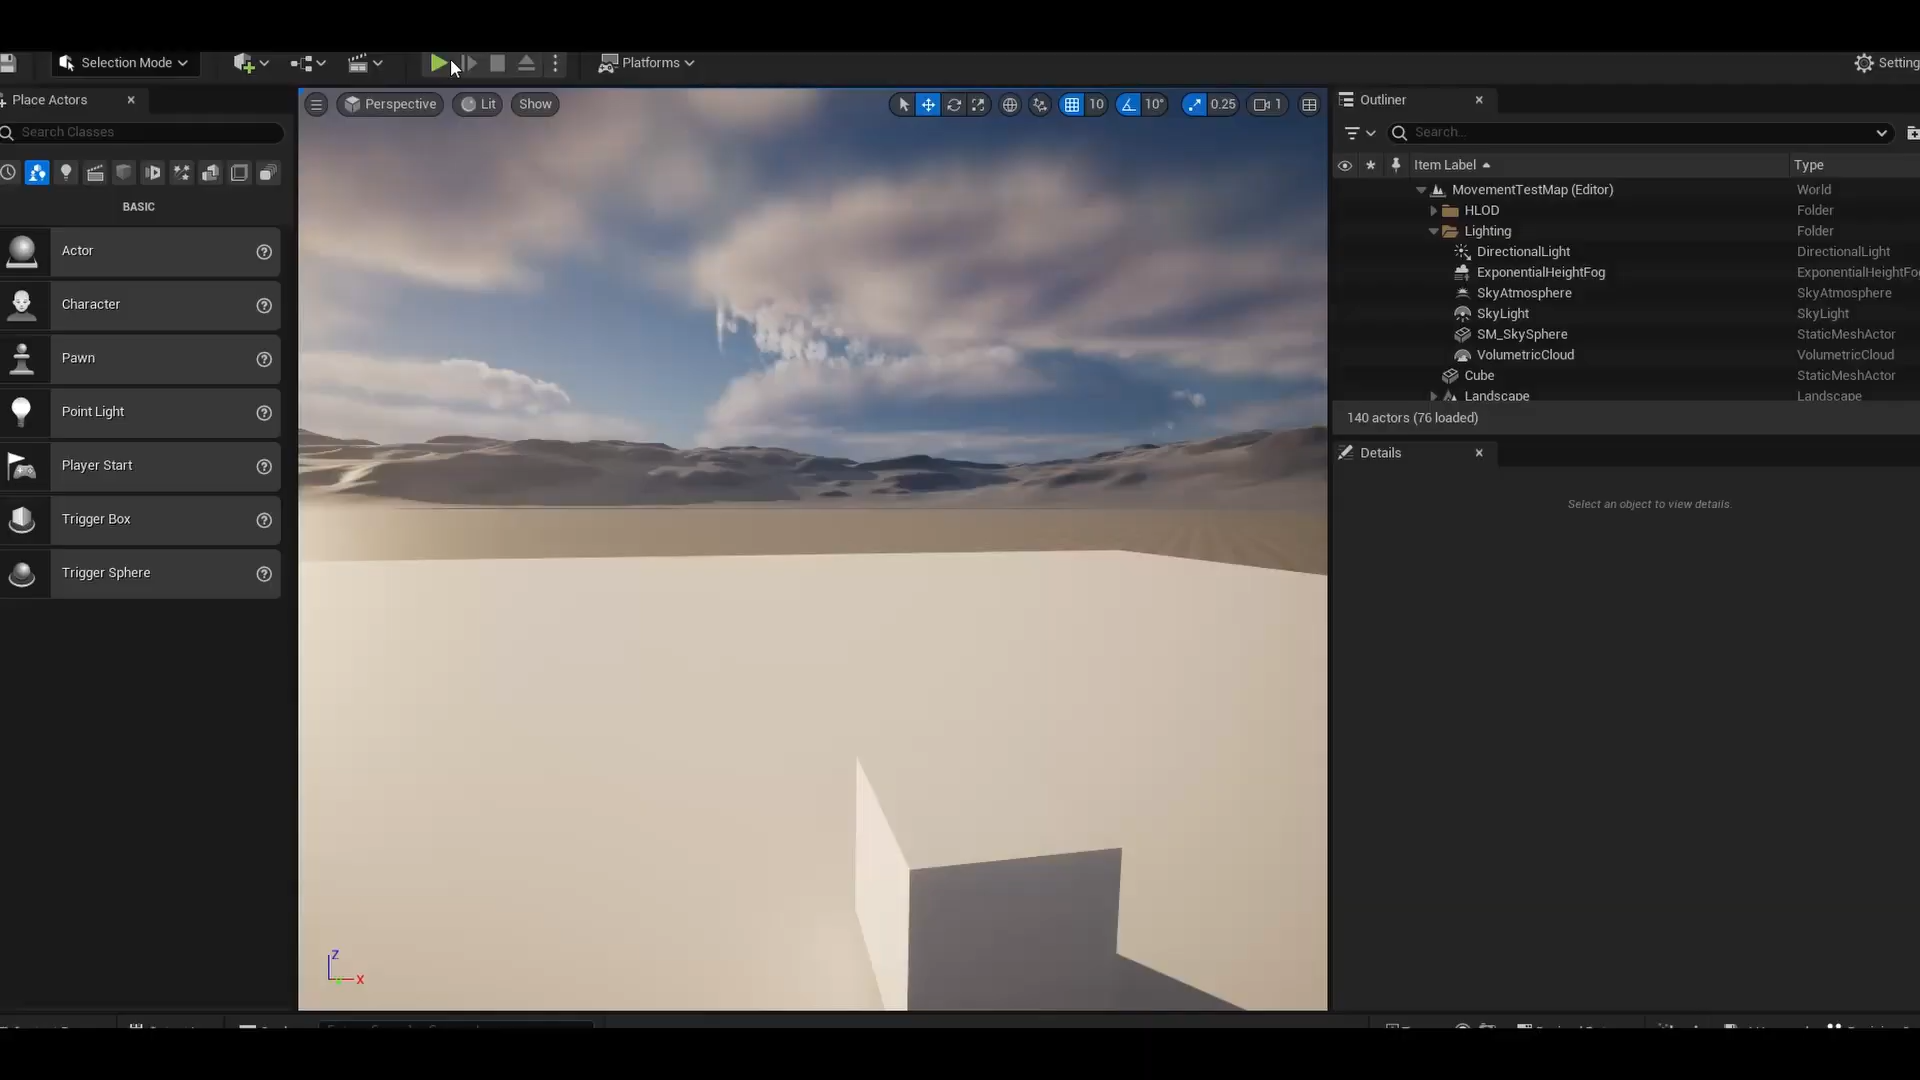 Selection Mode
Platforms
Setting
Place Actors
Search Classes
BASIC
Actor
Character
Pawn
Point Light
Player Start
Trigger Box
Trigger Sphere
Perspective
Lit
Show
10
10°
0.25
1
Z
X
Outliner
Search...
Item Label
Type
MovementTestMap (Editor)
World
HLOD
Folder
Lighting
Folder
DirectionalLight
DirectionalLight
ExponentialHeightFog
ExponentialHeightFo
SkyAtmosphere
SkyAtmosphere
SkyLight
SkyLight
SM_SkySphere
StaticMeshActor
VolumetricCloud
VolumetricCloud
Cube
StaticMeshActor
Landscape
Landscape
140 actors (76 loaded)
Details
Select an object to view details.